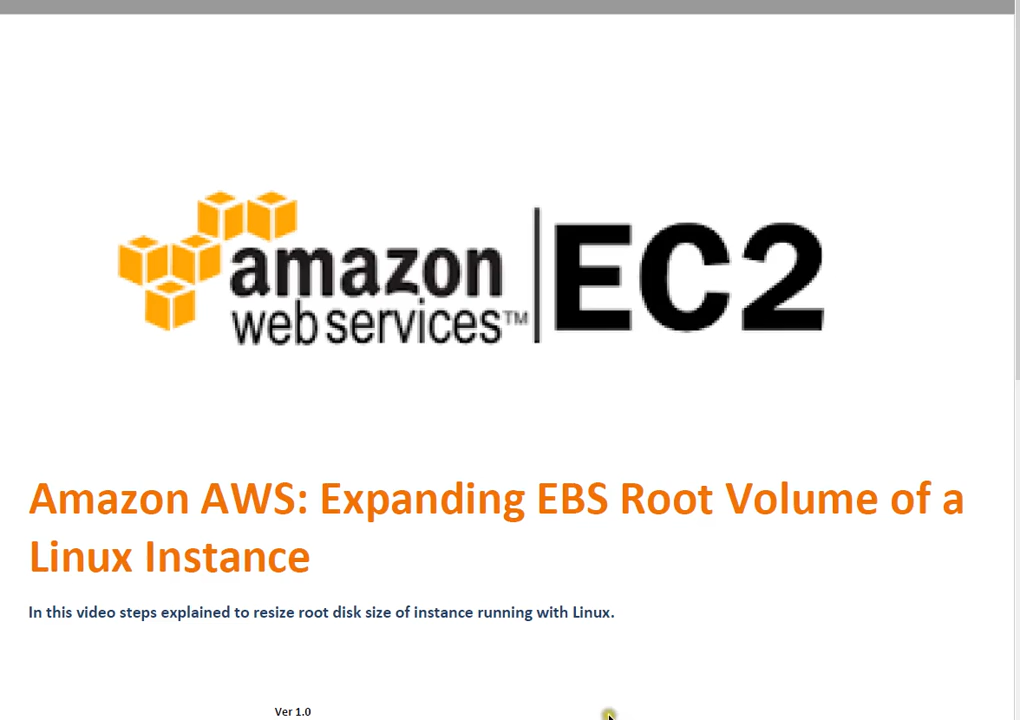 amazon
web services™
EC2
Amazon AWS: Expanding EBS Root Volume of a
Linux Instance
In this video steps explained to resize root disk size of instance running with Linux.
Ver 1.0